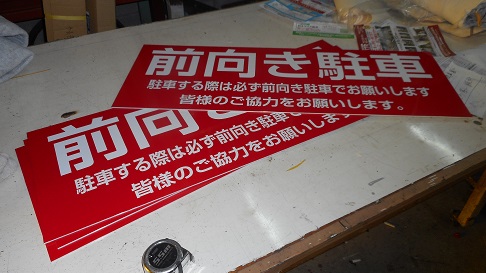 前向き駐車
駐車する際は必ず前向き駐車でお願いします
皆様のご協力をお願いします。
前向き
駐車する際は必ず前向き駐車
皆様のご協力をお願いします